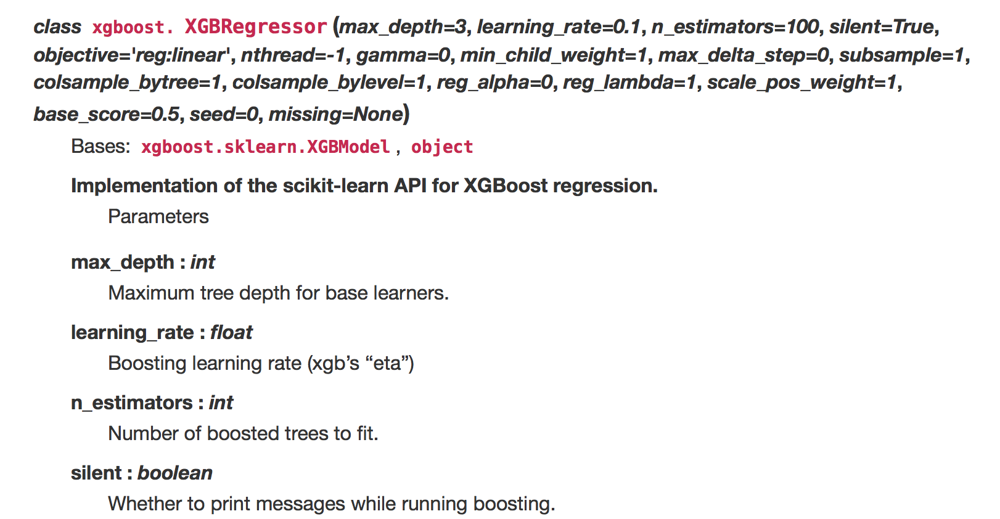 class xgboost. XGBRegressor (max_depth=3, learning_rate=0.1, n_estimators=100, silent=True,
objective='reg:linear', nthread=-1, gamma=0, min_child_weight=1, max_delta_step=0, subsample=1,
colsample_bytree=1, colsample_bylevel=1, reg_alpha=0, reg_lambda=1, scale_pos_weight=1,
base_score=0.5, seed=0, missing=None)
Bases: xgboost.sklearn.XGBModel , object
Implementation of the scikit-learn API for XGBoost regression.
Parameters
max_depth : int
Maximum tree depth for base learners.
learning_rate : float
Boosting learning rate (xgb’s “eta”)
n_estimators : int
Number of boosted trees to fit.
silent : boolean
Whether to print messages while running boosting.